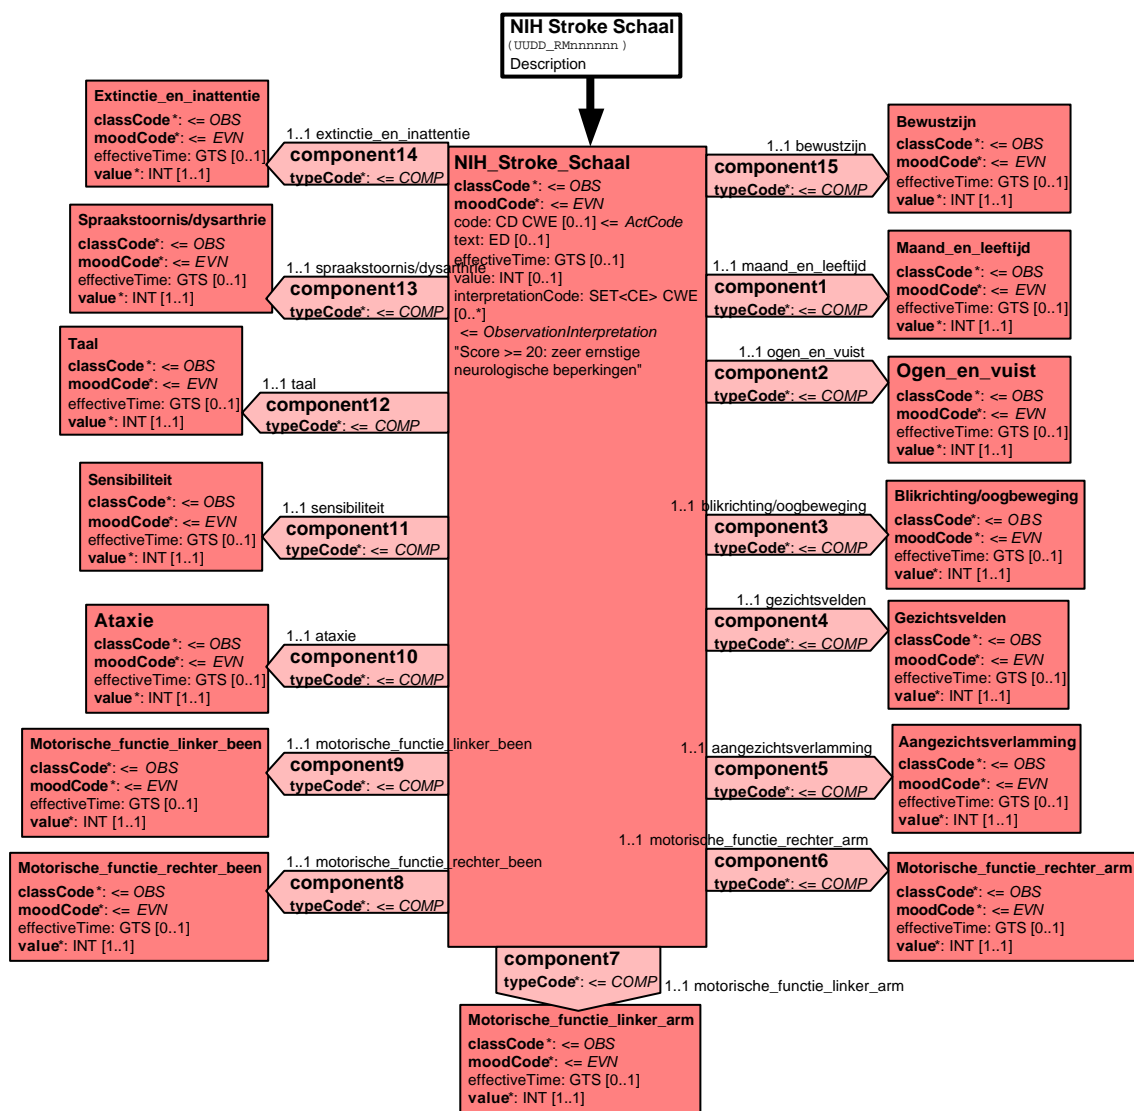 NIH Stroke Schaal
(UUDD_RMnnnnnn )
Description
Extinctie_en_inattentie
classCode*: <= OBS
moodCode*: <= EVN
effectiveTime: GTS [0..1]
value*: INT [1..1]
1..1 extinctie_en_inattentie
component14
typeCode*: <= COMP
Spraakstoornis/dysarthrie
classCode*: <= OBS
moodCode*: <= EVN
effectiveTime: GTS [0..1]
value*: INT [1..1]
1..1 spraakstoornis/dysarthrie
component13
typeCode*: <= COMP
Taal
classCode*: <= OBS
moodCode*: <= EVN
effectiveTime: GTS [0..1]
value*: INT [1..1]
1..1 taal
component12
typeCode*: <= COMP
Sensibiliteit
classCode*: <= OBS
moodCode*: <= EVN
effectiveTime: GTS [0..1]
value*: INT [1..1]
1..1 sensibiliteit
component11
typeCode*: <= COMP
Ataxie
classCode*: <= OBS
moodCode*: <= EVN
effectiveTime: GTS [0..1]
value*: INT [1..1]
1..1 ataxie
component10
typeCode*: <= COMP
Motorische_functie_linker_been
classCode*: <= OBS
moodCode*: <= EVN
effectiveTime: GTS [0..1]
value*: INT [1..1]
1..1 motorische_functie_linker_been
component9
typeCode*: <= COMP
Motorische_functie_rechter_been
classCode*: <= OBS
moodCode*: <= EVN
effectiveTime: GTS [0..1]
value*: INT [1..1]
1..1 motorische_functie_rechter_been
component8
typeCode*: <= COMP
NIH_Stroke_Schaal
classCode*: <= OBS
moodCode*: <= EVN
code: CD CWE [0..1] <= ActCode
text: ED [0..1]
effectiveTime: GTS [0..1]
value: INT [0..1]
interpretationCode: SET<CE> CWE
[0..*]
<= ObservationInterpretation
"Score >= 20: zeer ernstige
neurologische beperkingen"
1..1 bewustzijn
component15
typeCode*: <= COMP
Bewustzijn
classCode*: <= OBS
moodCode*: <= EVN
effectiveTime: GTS [0..1]
value*: INT [1..1]
1..1 maand_en_leeftijd
component1
typeCode*: <= COMP
Maand_en_leeftijd
classCode*: <= OBS
moodCode*: <= EVN
effectiveTime: GTS [0..1]
value*: INT [1..1]
1..1 ogen_en_vuist
component2
typeCode*: <= COMP
Ogen_en_vuist
classCode*: <= OBS
moodCode*: <= EVN
effectiveTime: GTS [0..1]
value*: INT [1..1]
1..1 blikrichting/oogbeweging
component3
typeCode*: <= COMP
Blikrichting/oogbeweging
classCode*: <= OBS
moodCode*: <= EVN
effectiveTime: GTS [0..1]
value*: INT [1..1]
1..1 gezichtsvelden
component4
typeCode*: <= COMP
Gezichtsvelden
classCode*: <= OBS
moodCode*: <= EVN
effectiveTime: GTS [0..1]
value*: INT [1..1]
1..1 aangezichtsverlamming
component5
typeCode*: <= COMP
Aangezichtsverlamming
classCode*: <= OBS
moodCode*: <= EVN
effectiveTime: GTS [0..1]
value*: INT [1..1]
1..1 motorische_functie_rechter_arm
component6
typeCode*: <= COMP
Motorische_functie_rechter_arm
classCode*: <= OBS
moodCode*: <= EVN
effectiveTime: GTS [0..1]
value*: INT [1..1]
component7
typeCode*: <= COMP
1..1 motorische_functie_linker_arm
Motorische_functie_linker_arm
classCode*: <= OBS
moodCode*: <= EVN
effectiveTime: GTS [0..1]
value*: INT [1..1]